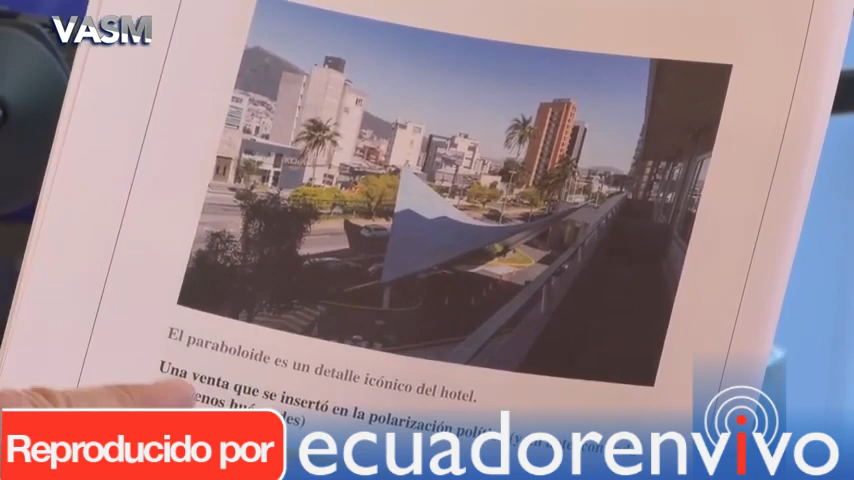 VASM
El paraboloide es un detalle icónico del hotel.
Una venta que se insertó en la polarización
Reproducido por
ecuadorenvivo